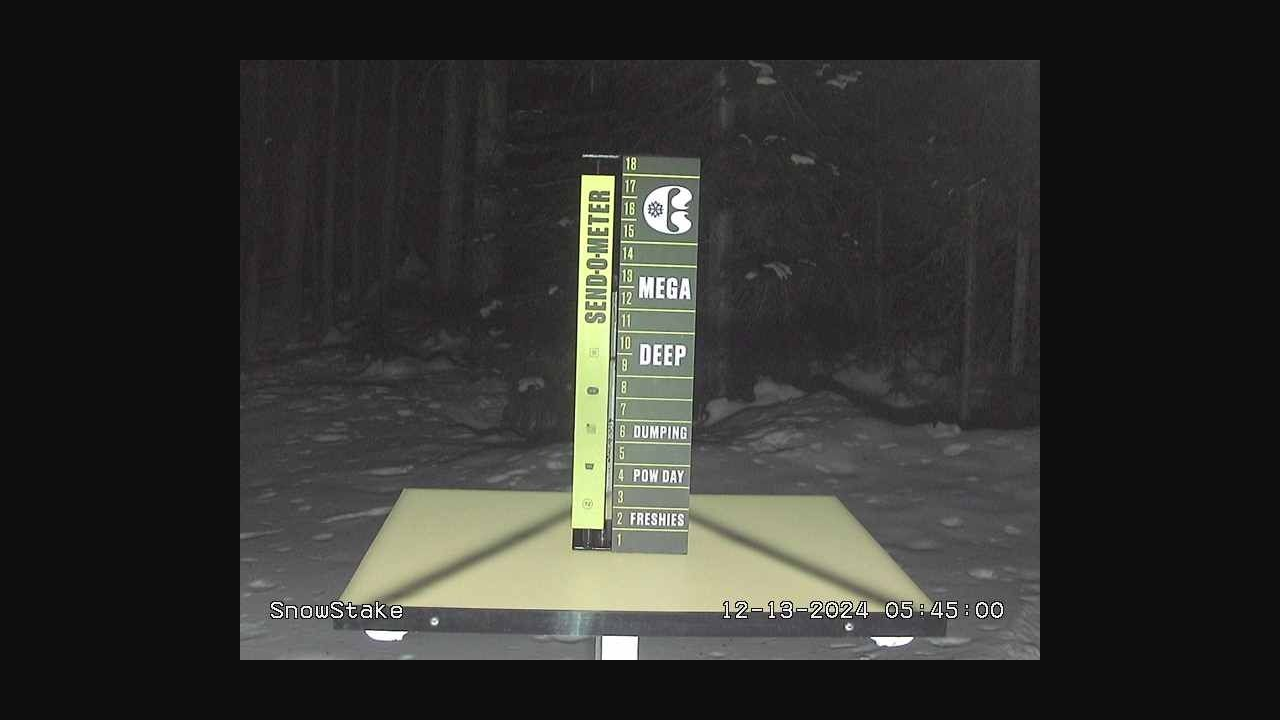 SEND-O-METER
18
17
16
15
14
13
MEGA
12
11
10
DEEP
9
8
7
6 DUMPING
5
4 POW DAY
3
2 FRESHIES
1
SnowStake
12-13-2024 05:45:00